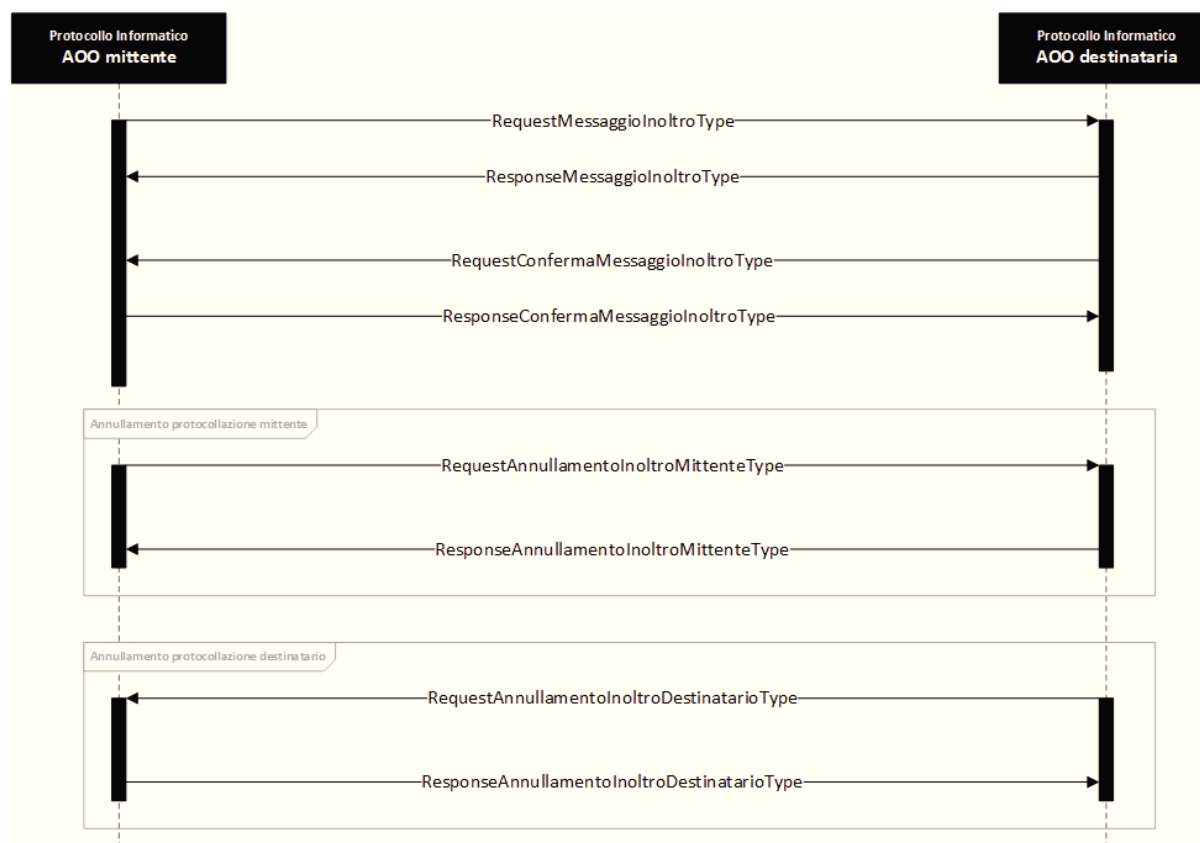 Protocollo Informatico
AOO mittente
Protocollo Informatico
AOO destinataria
RequestMessaggioInoltroType
ResponseMessaggioInoltroType
RequestConfermaMessaggioInoltroType
ResponseConfermaMessaggioInoltroType
Annullamento protocollazione mittente
RequestAnnullamentoInoltroMittenteType
ResponseAnnullamentoInoltroMittenteType
Annullamento protocollazione destinatario
RequestAnnullamentoInoltroDestinatarioType
ResponseAnnullamentoInoltroDestinatarioType